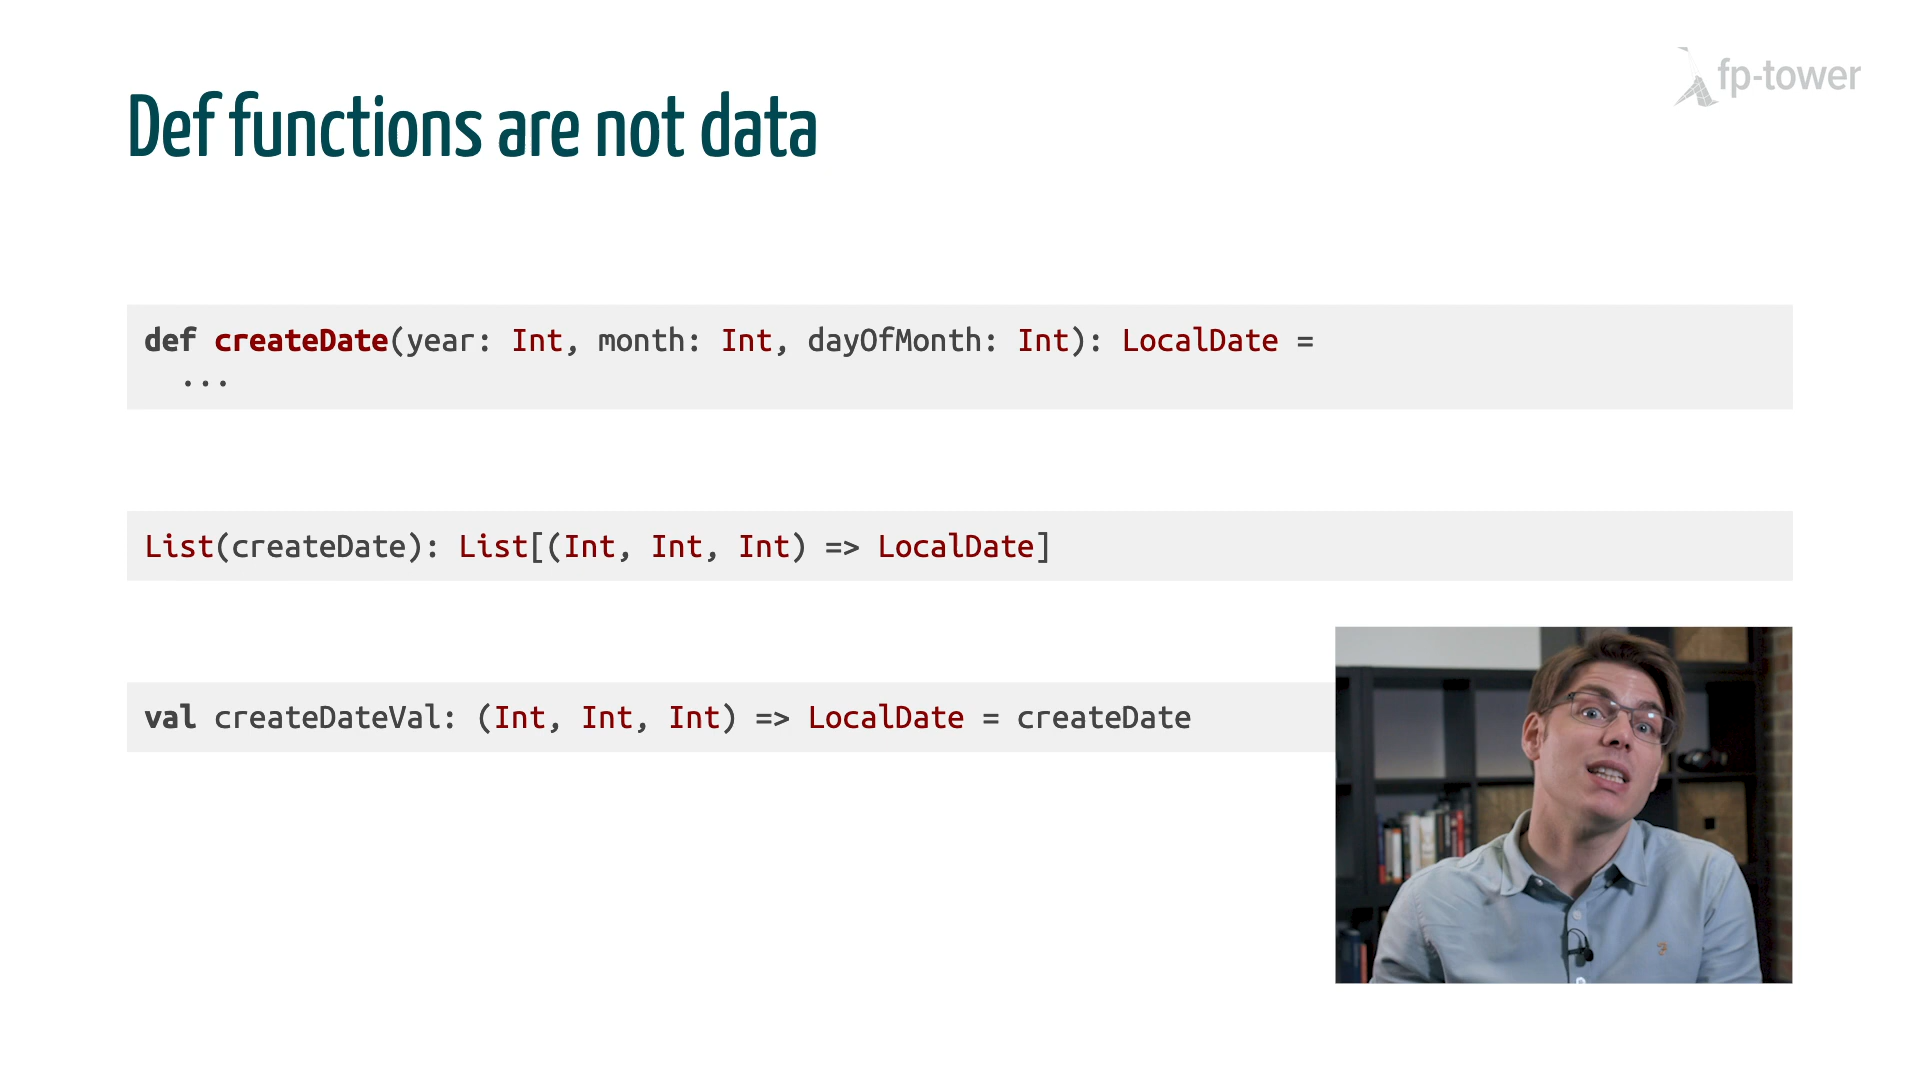 fp-tower
Def functions are not data
def createDate(year: Int, month: Int, dayOfMonth: Int): LocalDate =
...
List(createDate): List[(Int, Int, Int) => LocalDate]
val createDateVal: (Int, Int, Int) => LocalDate = createDate